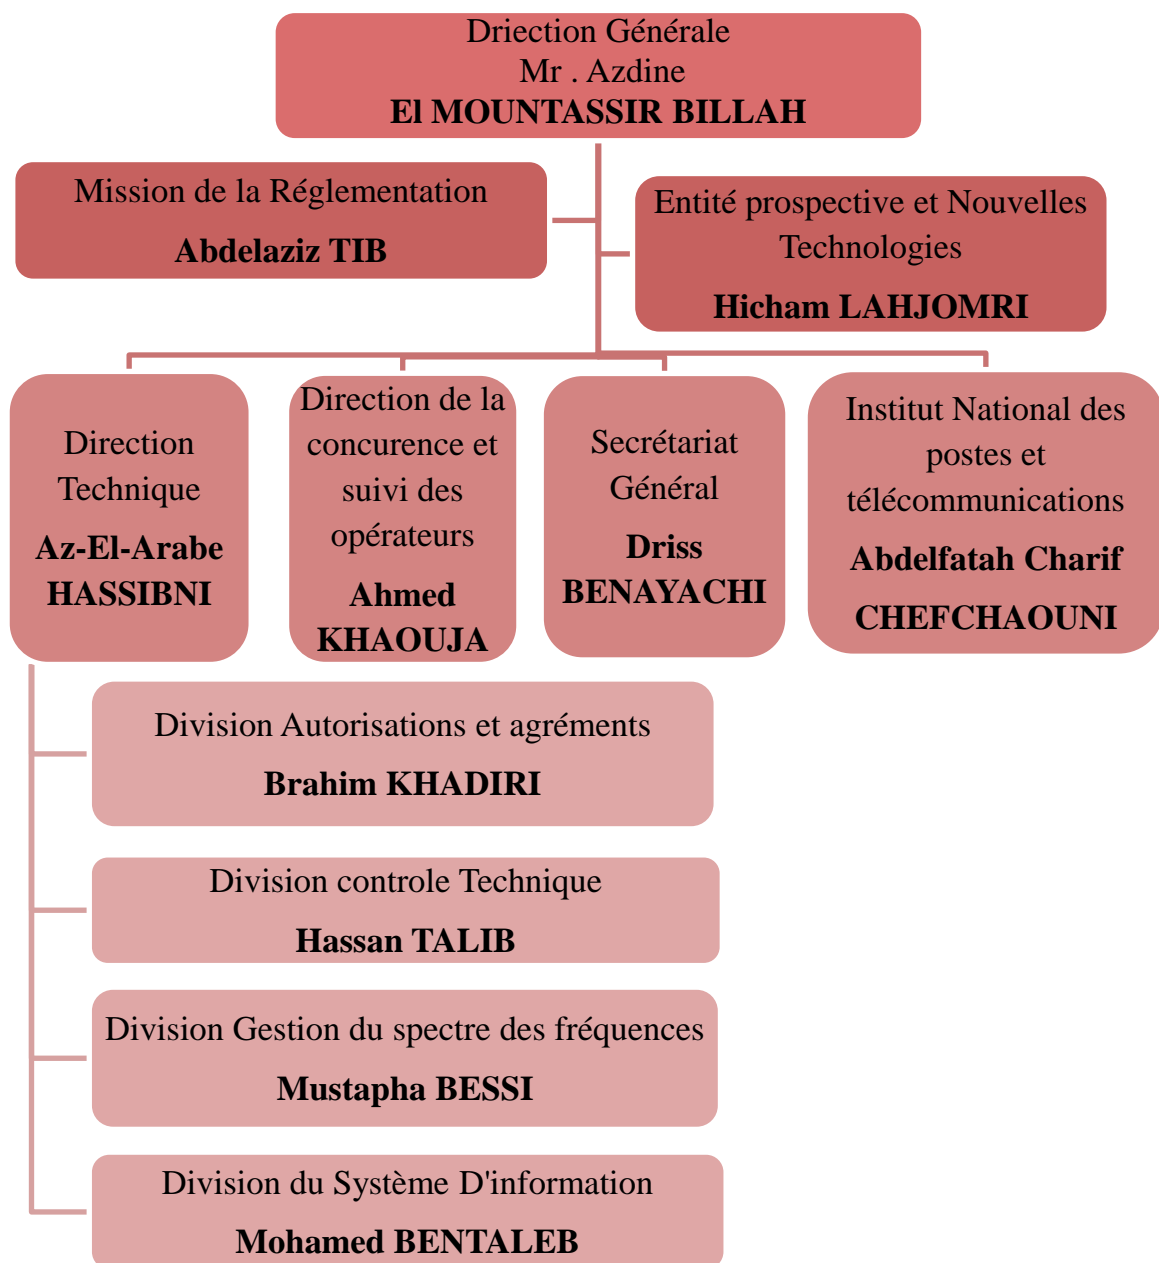 Driection Générale
Mr . Azdine
El MOUNTASSIR BILLAH
Mission de la Réglementation
Abdelaziz TIB
Entité prospective et Nouvelles
Technologies
Hicham LAHJOMRI
Direction
Technique
Az-El-Arabe
HASSIBNI
Direction de la
concurence et
suivi des
opérateurs
Ahmed
KHAOUJA
Secrétariat
Général
Driss
BENAYACHI
Institut National des
postes et
télécommunications
Abdelfatah Charif
CHEFCHAOUNI
Division Autorisations et agréments
Brahim KHADIRI
Division controle Technique
Hassan TALIB
Division Gestion du spectre des fréquences
Mustapha BESSI
Division du Système D'information
Mohamed BENTALEB